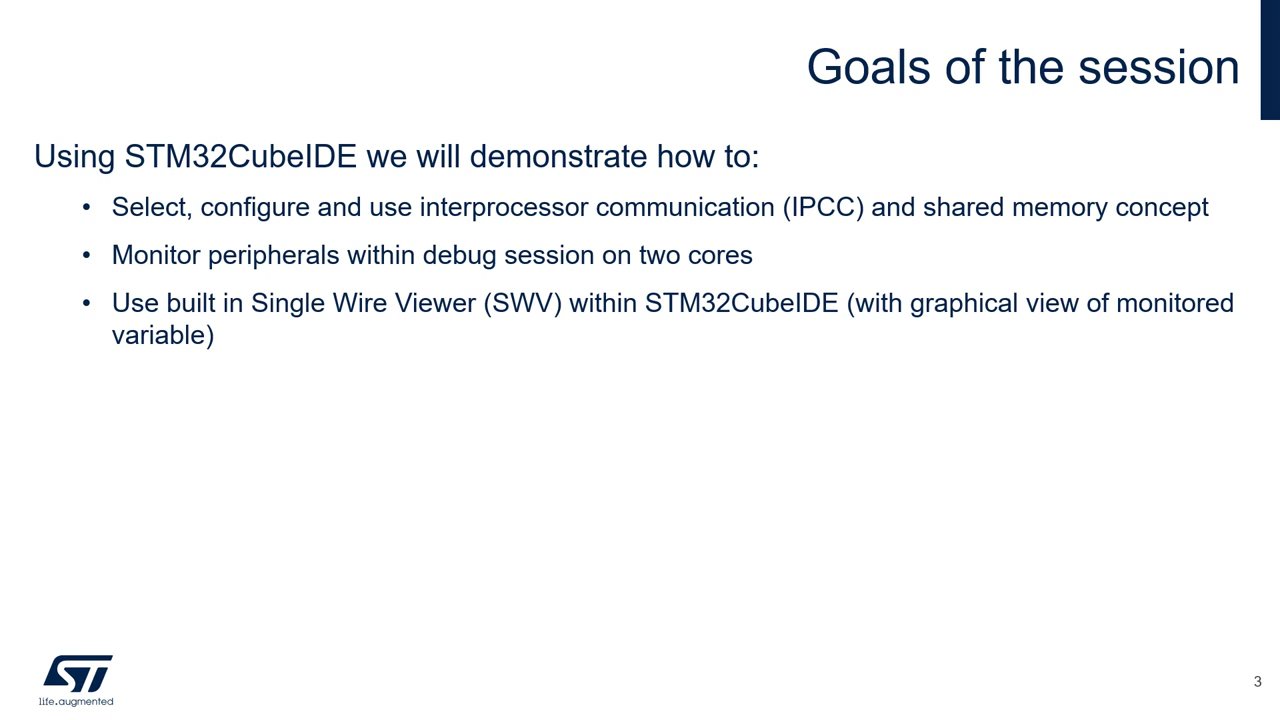 Goals of the session
Using STM32CubeIDE we will demonstrate how to:
• Select, configure and use interprocessor communication (IPCC) and shared memory concept
• Monitor peripherals within debug session on two cores
• Use built in Single Wire Viewer (SWV) within STM32CubeIDE (with graphical view of monitored
variable)
ST
life.augmented
3